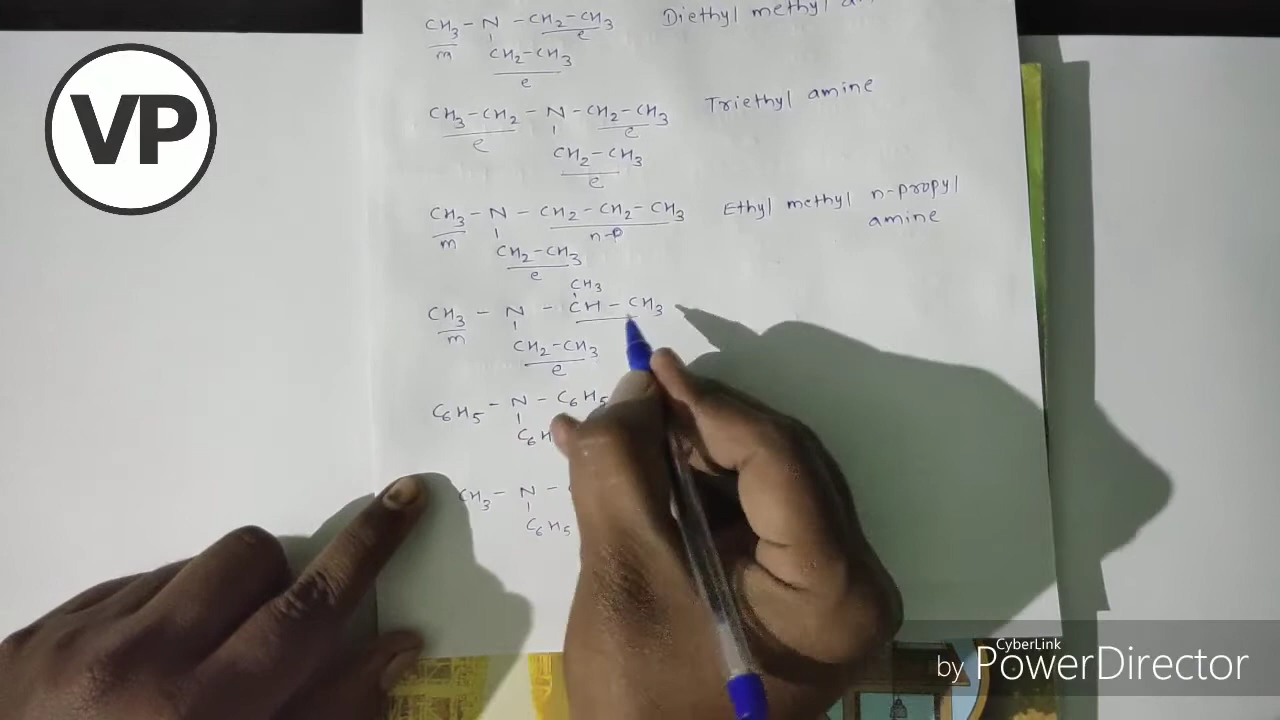 VP
CH3 - N - CH2 - CH3 Diethyl methyl
m e
CH2 - CH3
e
CH3 - CH2 - N - CH2 - CH3 Triethyl amine
e e
CH2 - CH3
e
CH3 - N - CH2 - CH2 - CH3 Ethyl methyl n-propyl
m n-p amine
CH2 - CH3
e
CH3
CH3 - N - CH - CH3
m
CH2 - CH3
e
C6H5 - N - C6H5
C6H
CH3 - N -
C6H5
CyberLink
by PowerDirector